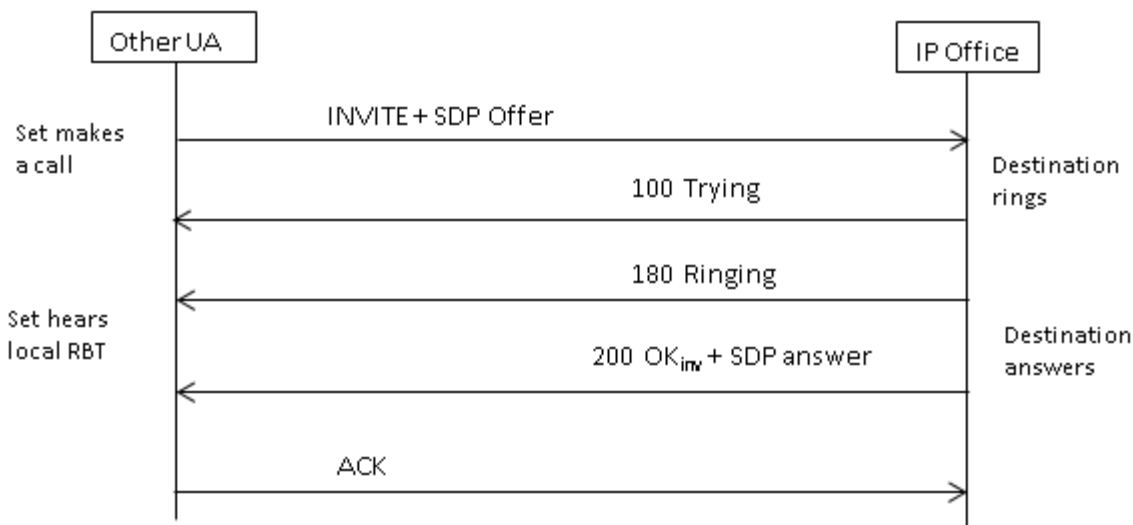 Other UA
IP Office
INVITE + SDP Offer
Set makes
a call
Destination
rings
100 Trying
180 Ringing
Set hears
local RBT
Destination
answers
200 OKinv + SDP answer
ACK